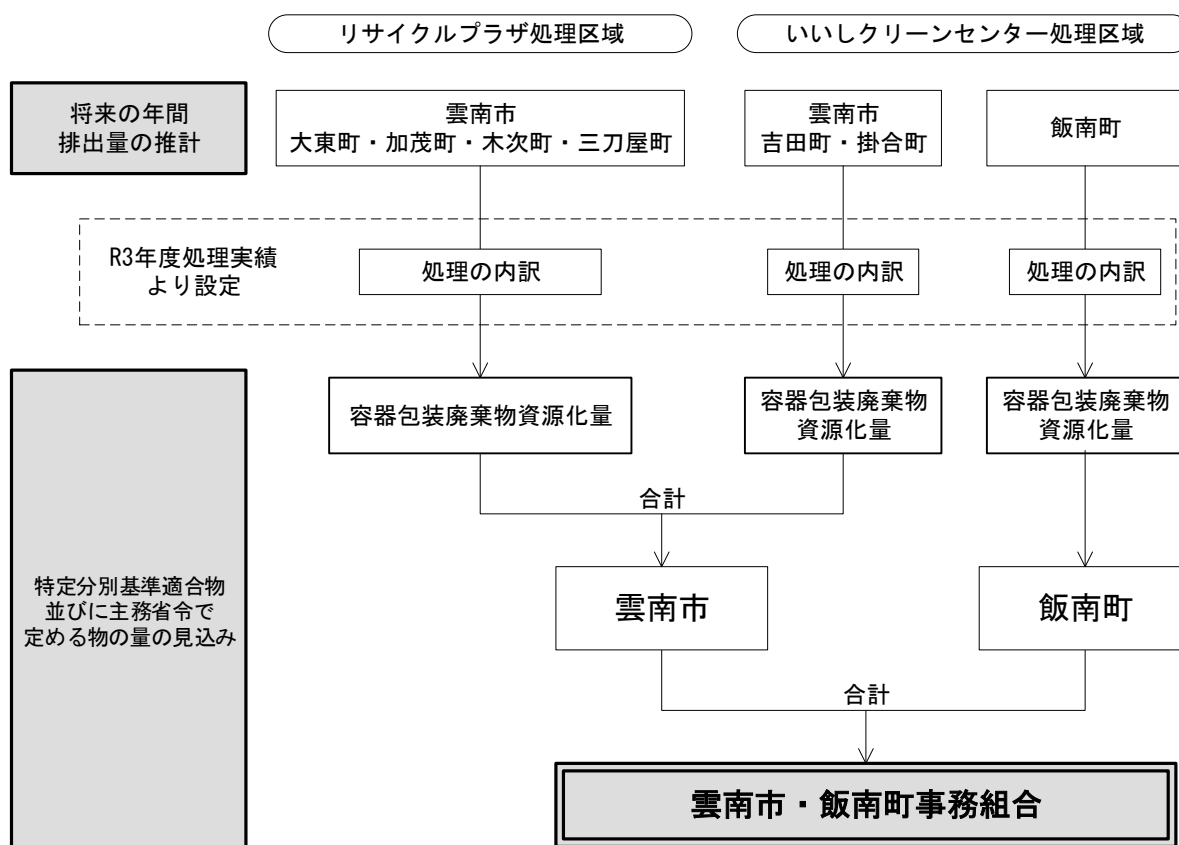 リサイクルプラザ処理区域
いいしクリーンセンター処理区域
将来の年間
排出量の推計
雲南市
大東町・加茂町・木次町・三刀屋町
雲南市
吉田町・掛合町
飯南町
R3年度処理実績
より設定
処理の内訳
処理の内訳
処理の内訳
容器包装廃棄物資源化量
容器包装廃棄物
資源化量
容器包装廃棄物
資源化量
合計
特定分別基準適合物
並びに主務省令で
定める物の量の見込み
雲南市
飯南町
合計
雲南市・飯南町事務組合